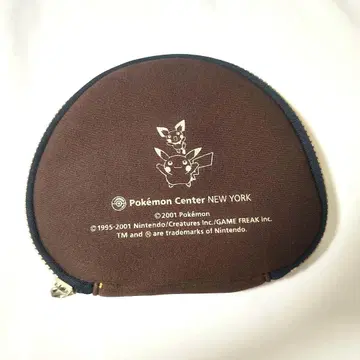 Pokémon Center NEW YORK
©2001 Pokémon
©1995-2001 Nintendo/Creatures Inc./GAME FREAK Inc.
TM and Ⓝ are trademarks of Nintendo.